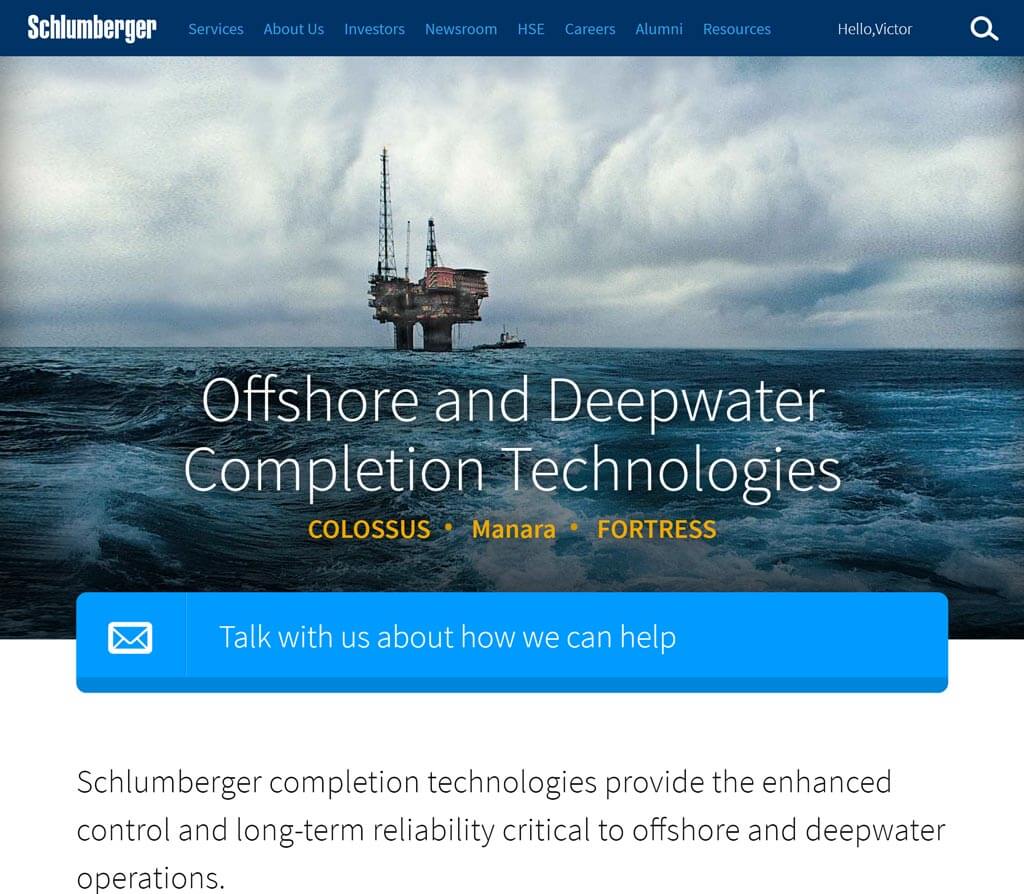 Schlumberger Services About Us Investors Newsroom HSE Careers Alumni Resources Hello,Victor
Offshore and Deepwater
Completion Technologies
COLOSSUS • Manara • FORTRESS
Talk with us about how we can help
Schlumberger completion technologies provide the enhanced
control and long-term reliability critical to offshore and deepwater
operations.